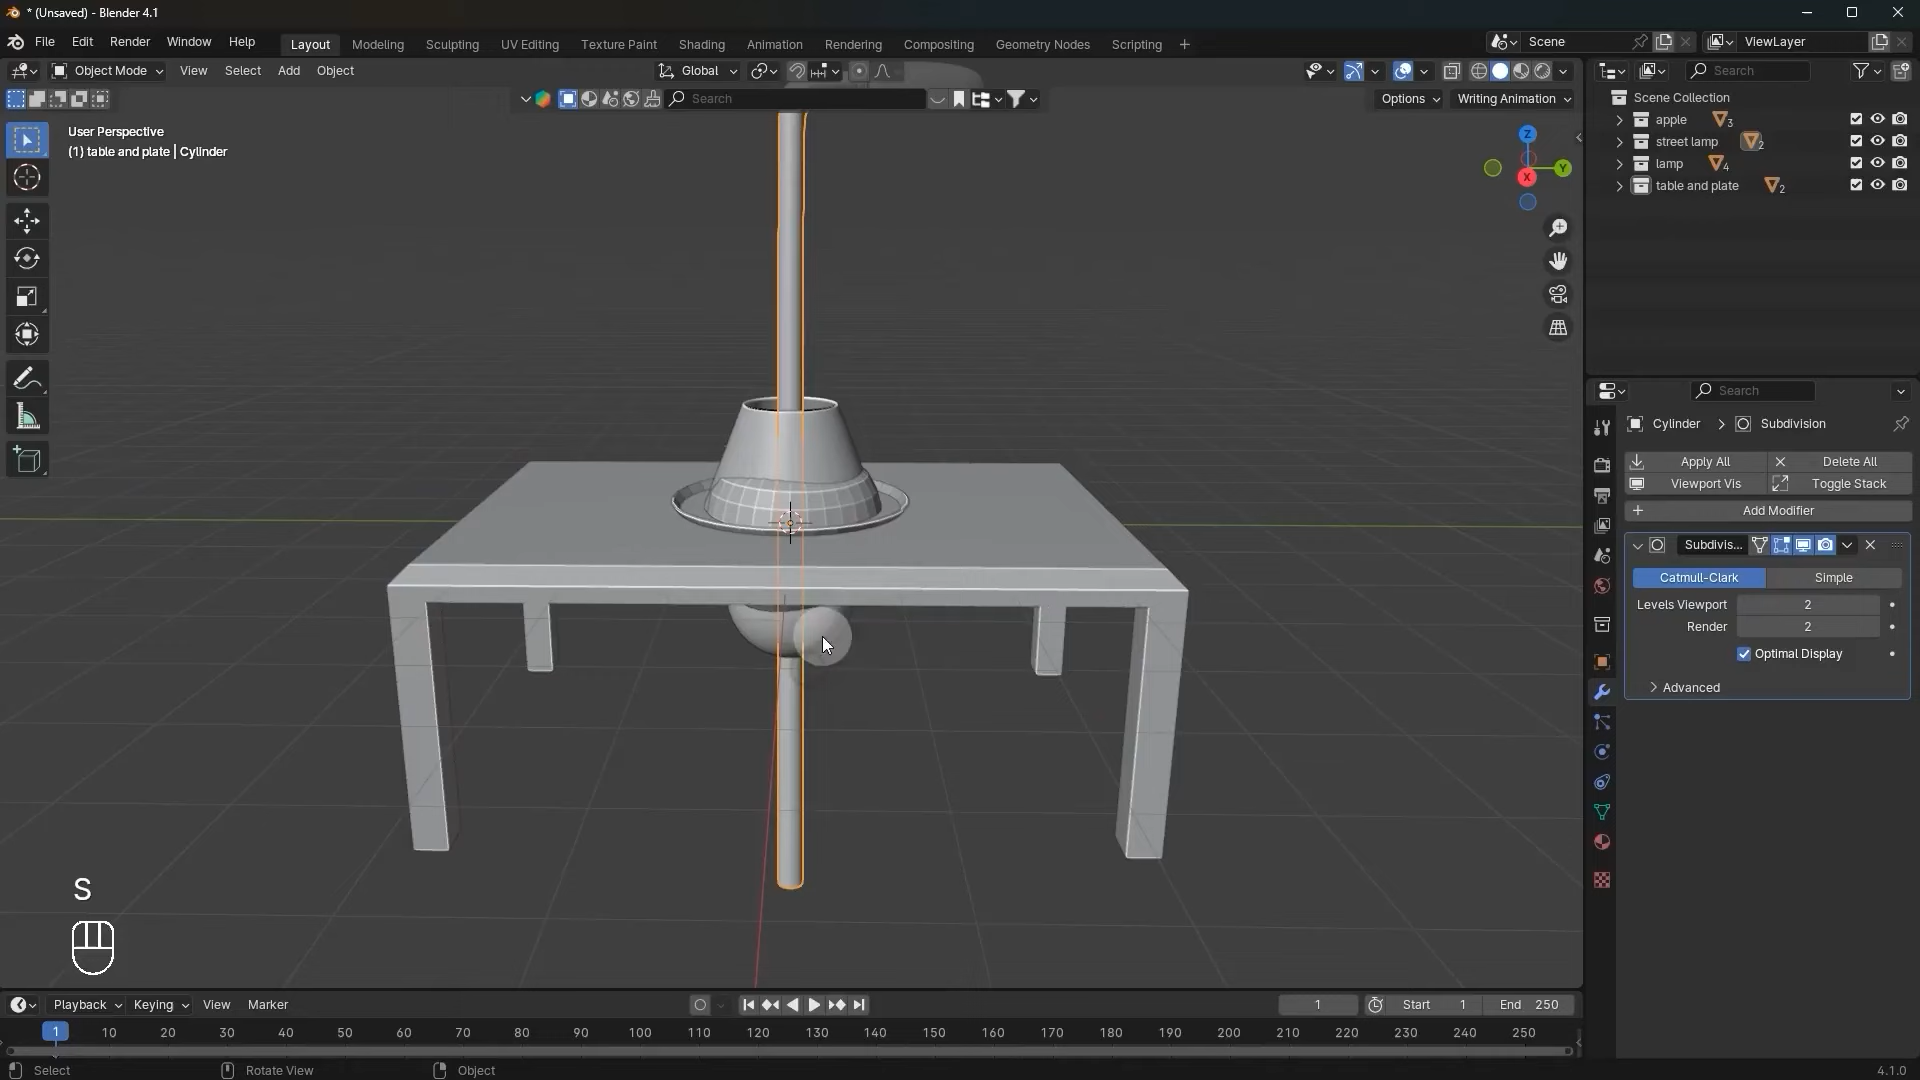 * (Unsaved) - Blender 4.1
File Edit Render Window Help
Layout Modeling Sculpting UV Editing Texture Paint Shading Animation Rendering Compositing Geometry Nodes Scripting +
Scene ViewLayer
Object Mode View Select Add Object
Global
Search
Search
Options Writing Animation
User Perspective
(1) table and plate | Cylinder
Z
Y
X
Scene Collection
apple 3
street lamp 2
lamp 4
table and plate 2
Search
Cylinder > Subdivision
Apply All Delete All
Viewport Vis Toggle Stack
Add Modifier
Subdivis...
Catmull-Clark Simple
Levels Viewport 2
Render 2
Optimal Display
Advanced
S
Playback Keying View Marker
1 Start 1 End 250
1 10 20 30 40 50 60 70 80 90 100 110 120 130 140 150 160 170 180 190 200 210 220 230 240 250
Select Rotate View Object
4.1.0